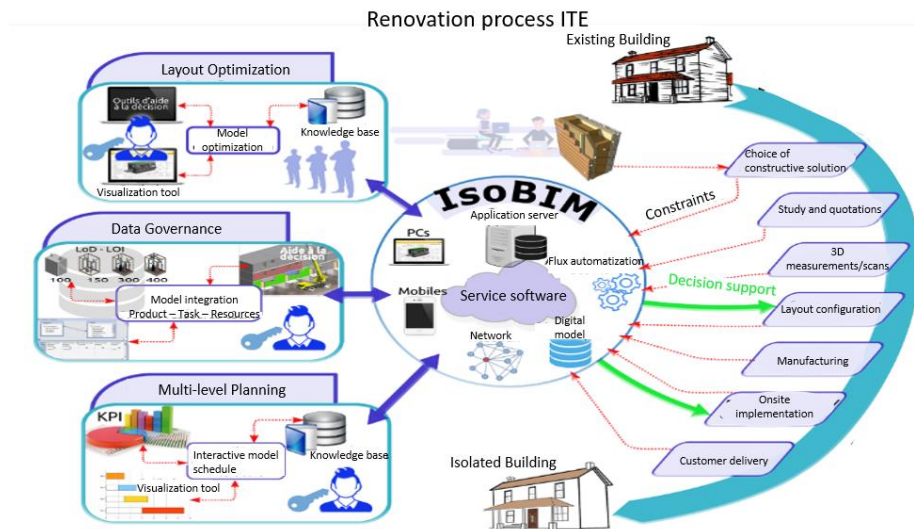 Renovation process ITE
Existing Building
Layout Optimization
Outils d'aide
à la décision
Model
optimization
Knowledge base
Visualization tool
Choice of
constructive solution
Constraints
IsoBIM
Application server
PCs
Flux automatization
Study and quotations
Data Governance
LoD - LOI
100 150 300 400
Aide à la
décision
Model integration
Product – Task – Resources
3D
measurements/scans
Decision support
Mobiles
Service software
Layout configuration
Network
Digital
model
Manufacturing
Multi-level Planning
KPI
Interactive model
schedule
Knowledge base
Visualization tool
Onsite
implementation
Customer delivery
Isolated Building